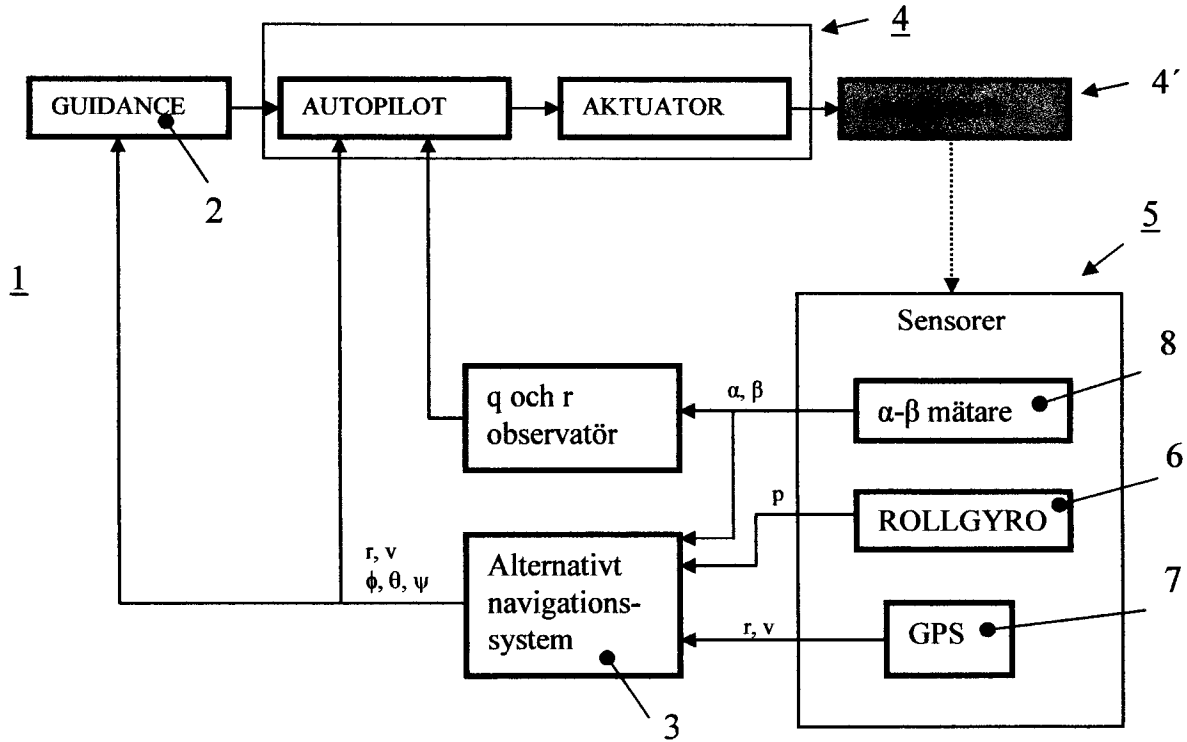 4
GUIDANCE
AUTOPILOT
AKTUATOR
4´
2
5
1
Sensorer
8
α, β
q och r
observatör
α-β mätare
6
p
ROLLGYRO
r, v
ϕ, θ, ψ
Alternativt
navigations-
system
7
r, v
GPS
3